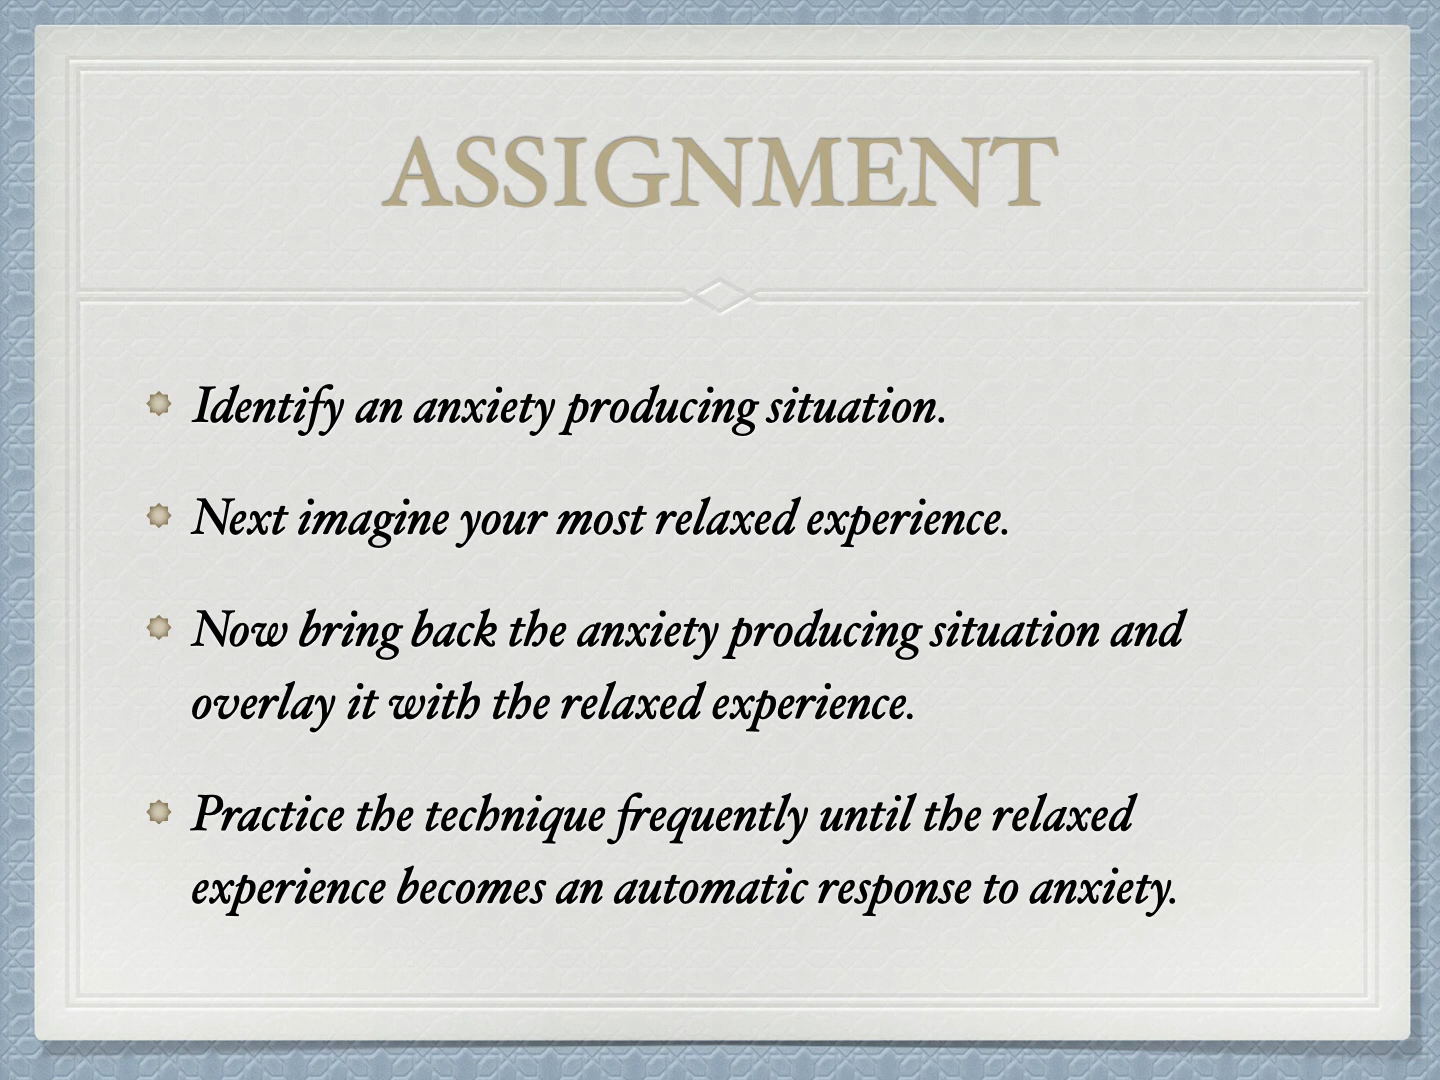 ASSIGNMENT
Identify an anxiety producing situation.
Next imagine your most relaxed experience.
Now bring back the anxiety producing situation and
overlay it with the relaxed experience.
Practice the technique frequently until the relaxed
experience becomes an automatic response to anxiety.